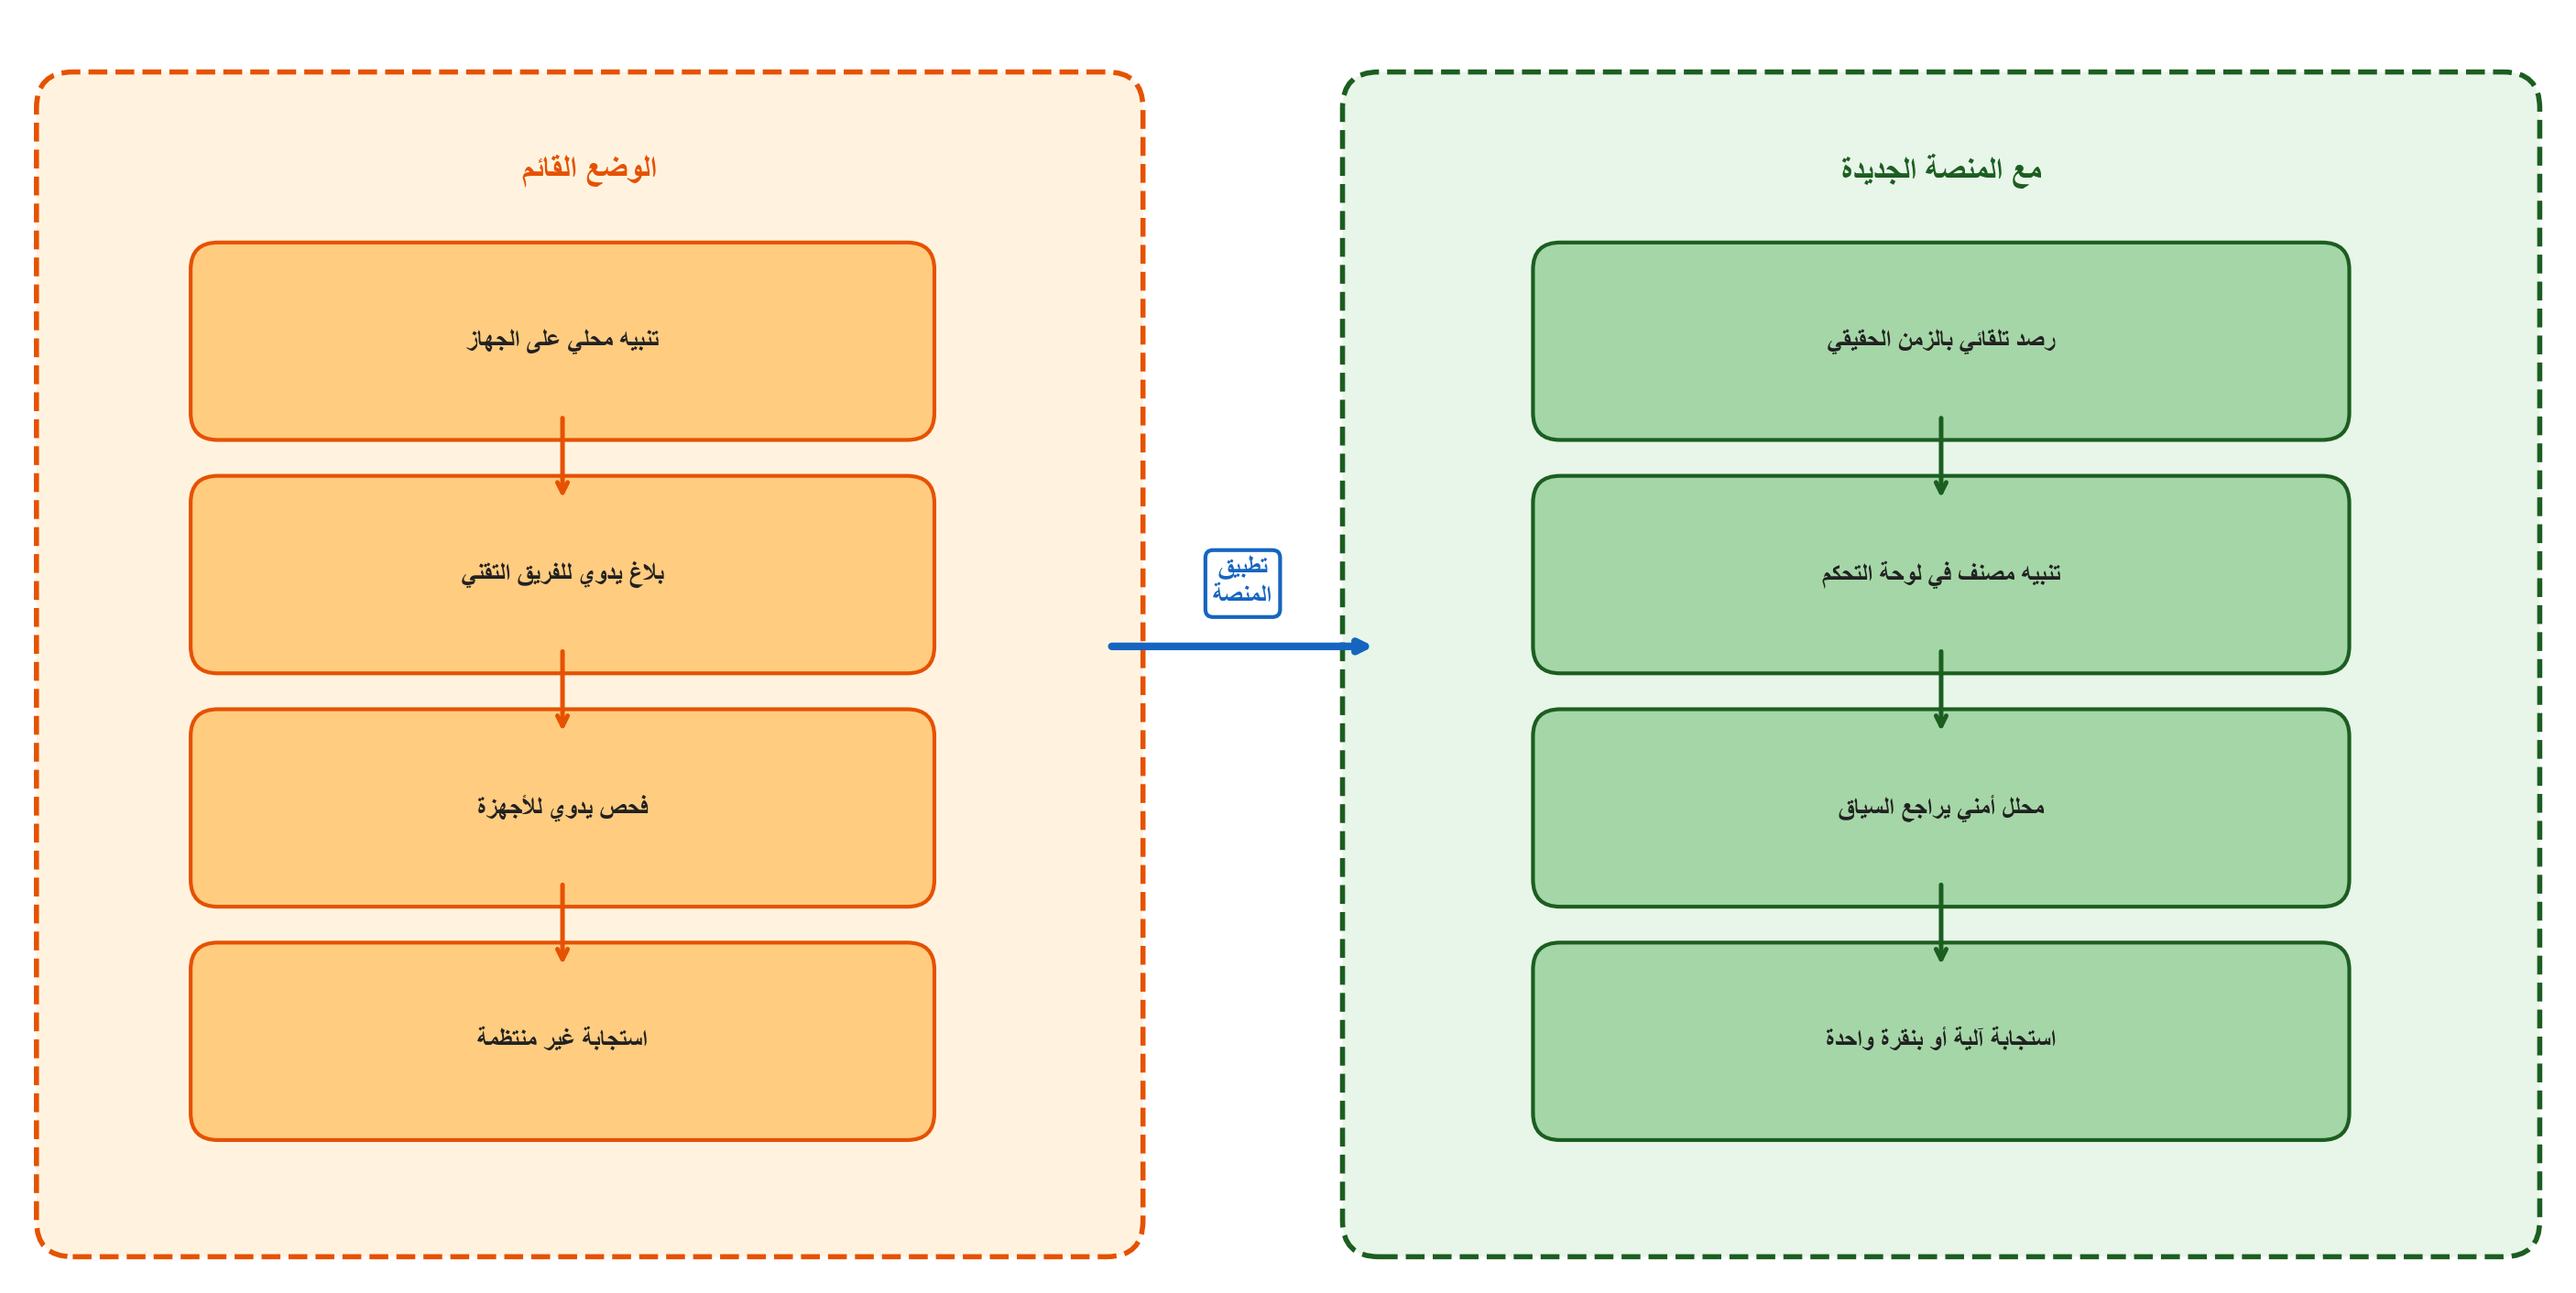 الوضع القائم
تنبيه محلي على الجهاز
بلاغ يدوي للفريق التقني
فحص يدوي للأجهزة
استجابة غير منتظمة
تطبيق
المنصة
مع المنصة الجديدة
رصد تلقائي بالزمن الحقيقي
تنبيه مصنف في لوحة التحكم
محلل أمني يراجع السياق
استجابة آلية أو بنقرة واحدة